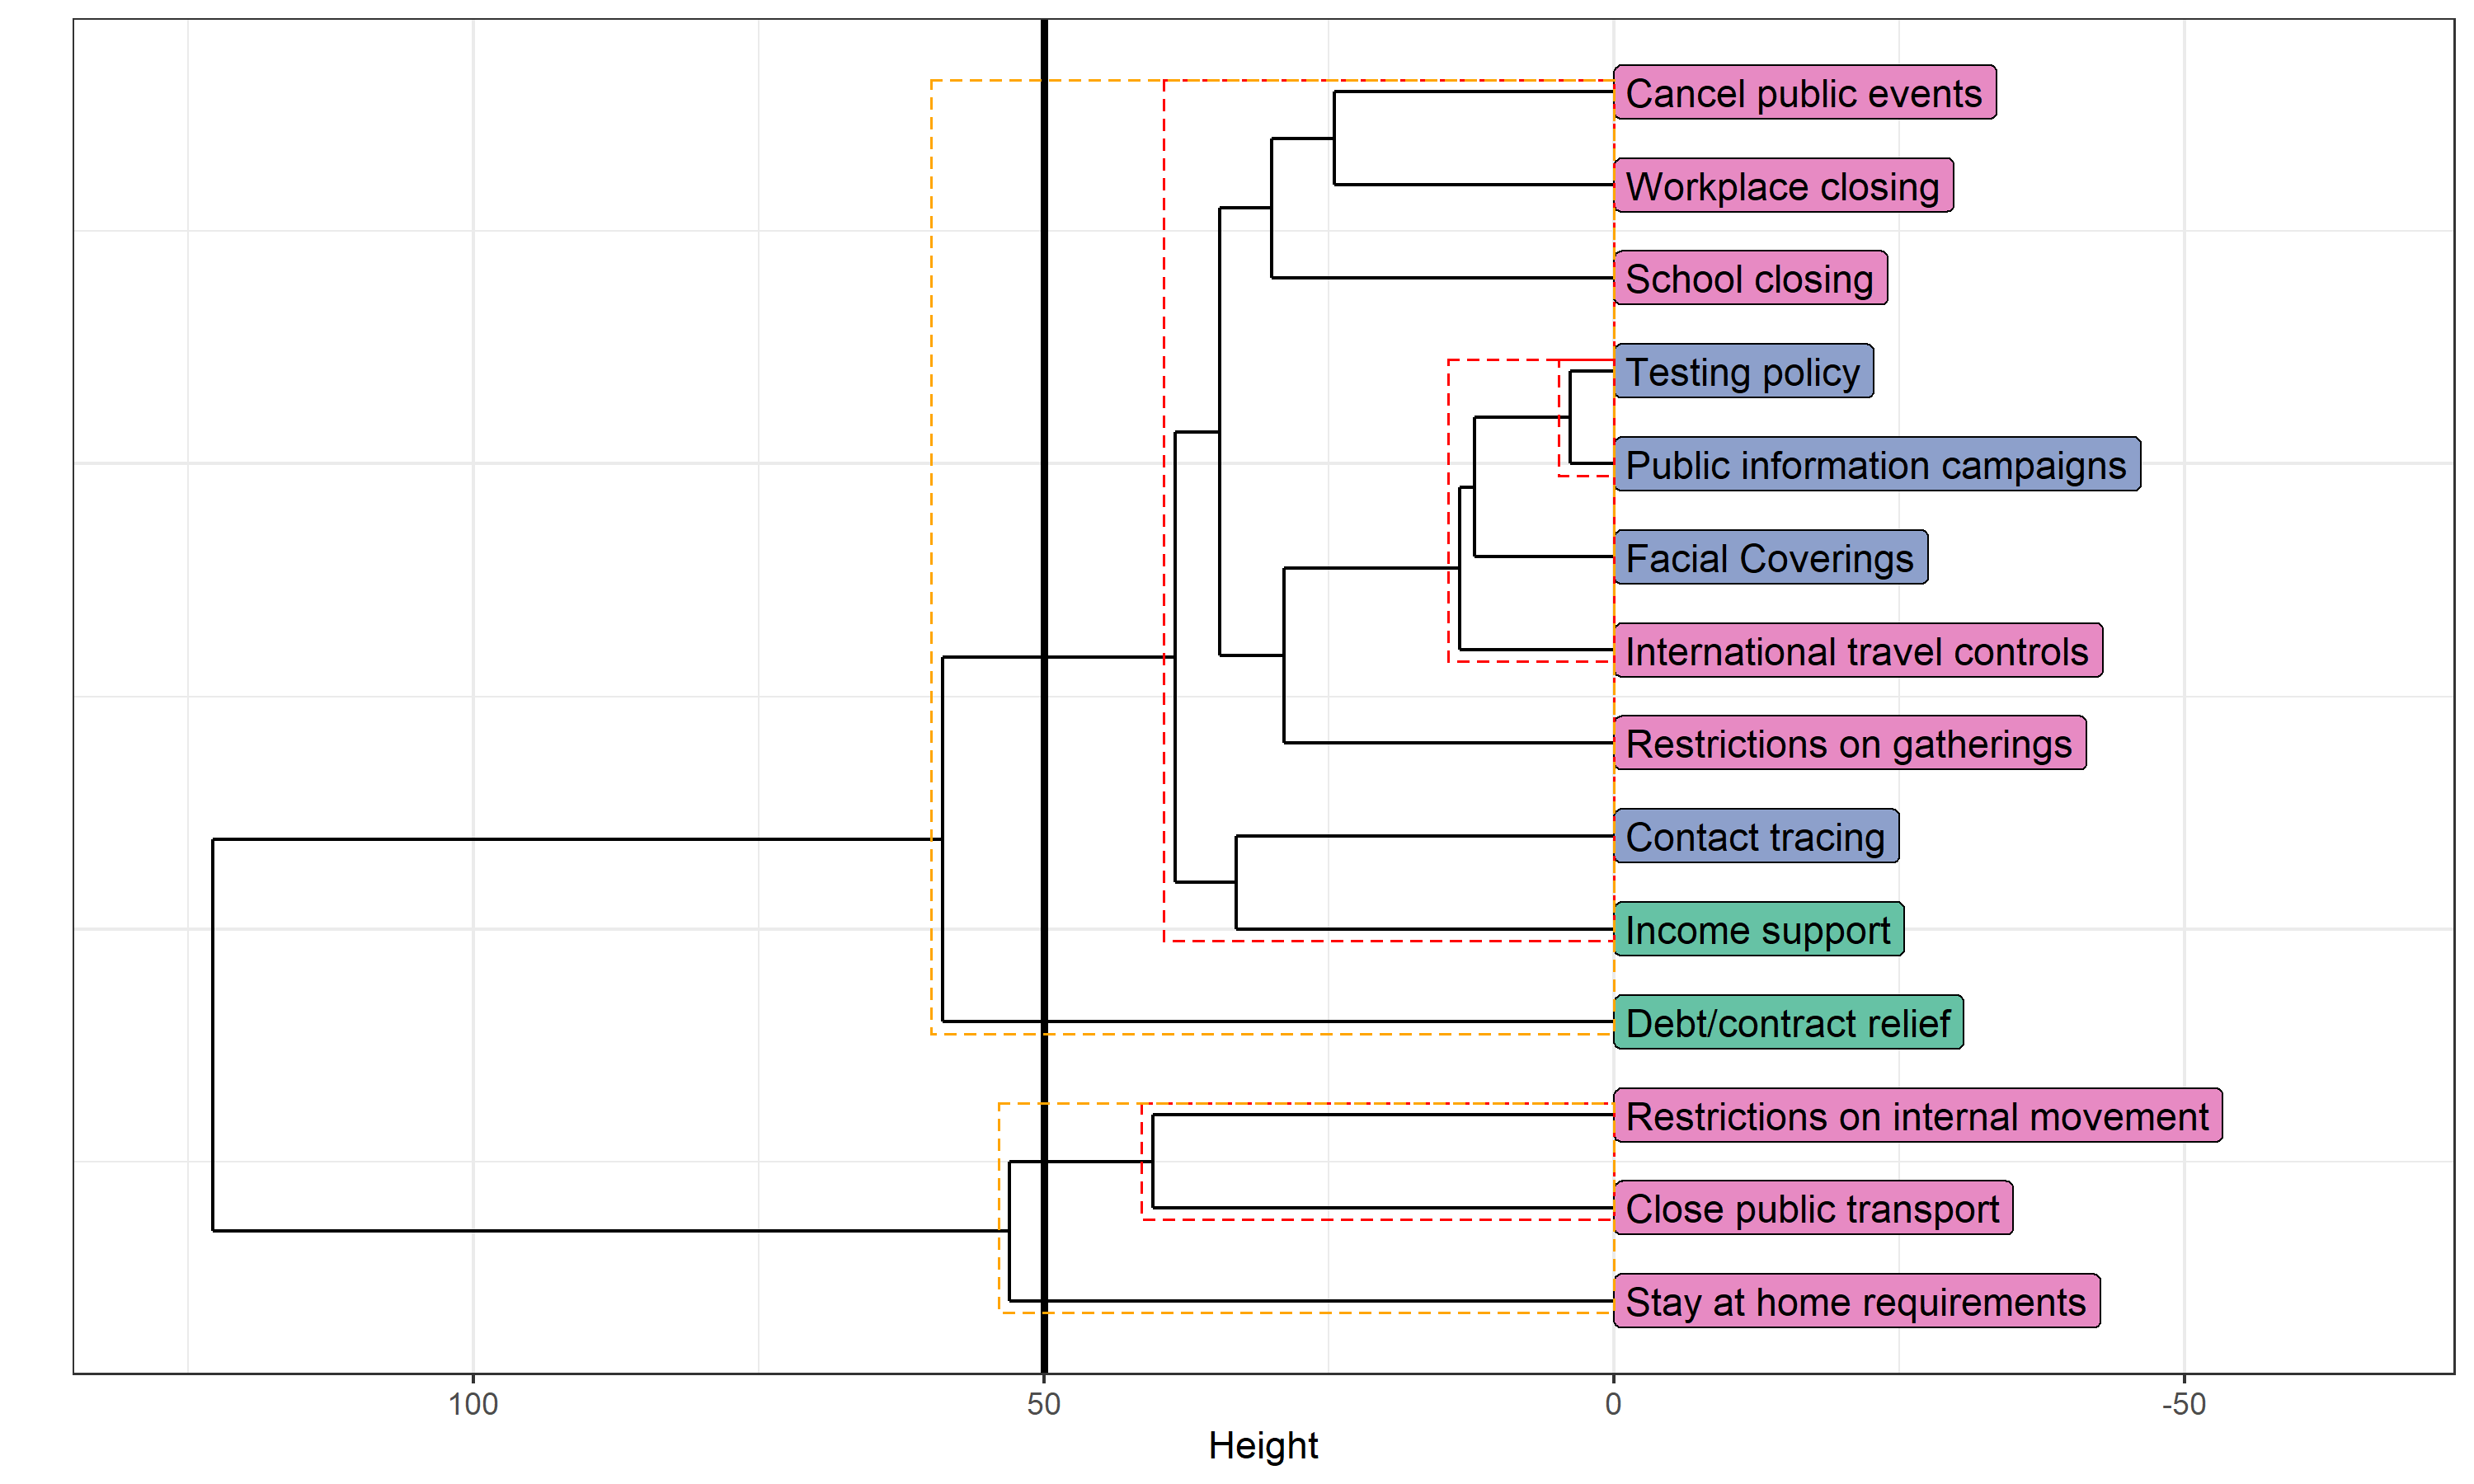 Cancel public events
Workplace closing
School closing
Testing policy
Public information campaigns
Facial Coverings
International travel controls
Restrictions on gatherings
Contact tracing
Income support
Debt/contract relief
Restrictions on internal movement
Close public transport
Stay at home requirements
100 50 0 -50
Height